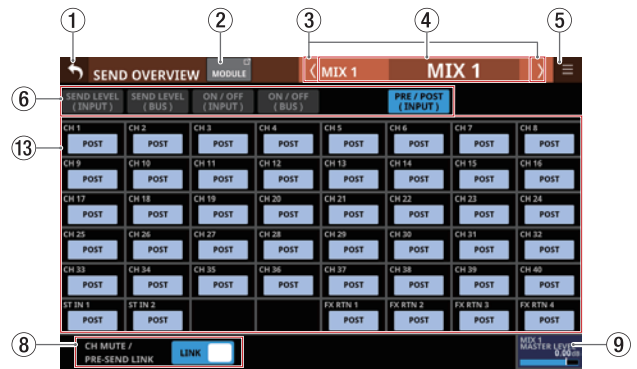 ① ② ③ ④ ⑤
SEND OVERVIEW MODULE MIX 1 MIX 1
⑥
SEND LEVEL (INPUT) SEND LEVEL (BUS) ON / OFF (INPUT) ON / OFF (BUS) PRE / POST (INPUT)
⑬
CH 1 CH 2 CH 3 CH 4 CH 5 CH 6 CH 7 CH 8
POST POST POST POST POST POST POST POST
CH 9 CH 10 CH 11 CH 12 CH 13 CH 14 CH 15 CH 16
POST POST POST POST POST POST POST POST
CH 17 CH 18 CH 19 CH 20 CH 21 CH 22 CH 23 CH 24
POST POST POST POST POST POST POST POST
CH 25 CH 26 CH 27 CH 28 CH 29 CH 30 CH 31 CH 32
POST POST POST POST POST POST POST POST
CH 33 CH 34 CH 35 CH 36 CH 37 CH 38 CH 39 CH 40
POST POST POST POST POST POST POST POST
ST IN 1 ST IN 2 FX RTN 1 FX RTN 2 FX RTN 3 FX RTN 4
POST POST POST POST POST POST
⑧
CH MUTE /
PRE-SEND LINK
LINK
MIX 1
MASTER LEVEL
0.00 dB
⑨